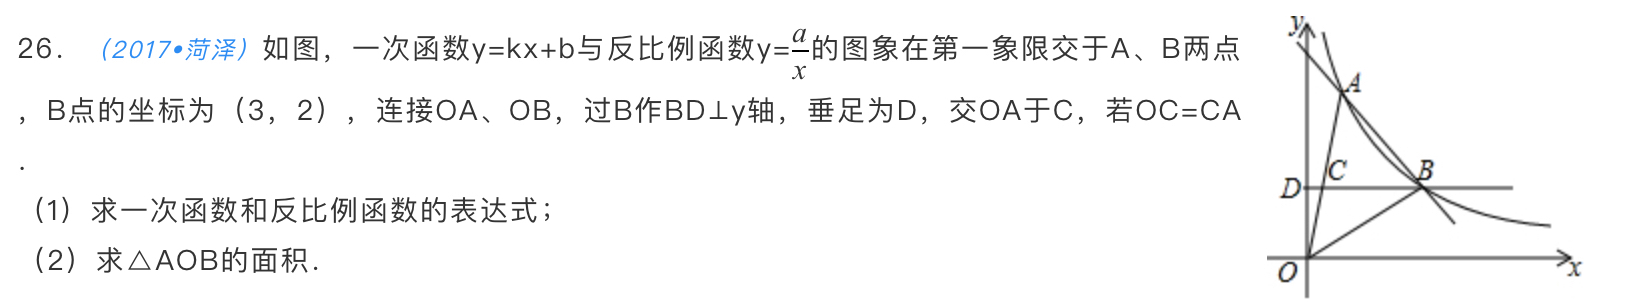 26. （2017•菏泽）如图，一次函数y=kx+b与反比例函数y=a/x的图象在第一象限交于A、B两点
，B点的坐标为（3，2），连接OA、OB，过B作BD⊥y轴，垂足为D，交OA于C，若OC=CA
.
（1）求一次函数和反比例函数的表达式；
（2）求△AOB的面积.
y
A
C
B
D
O
x